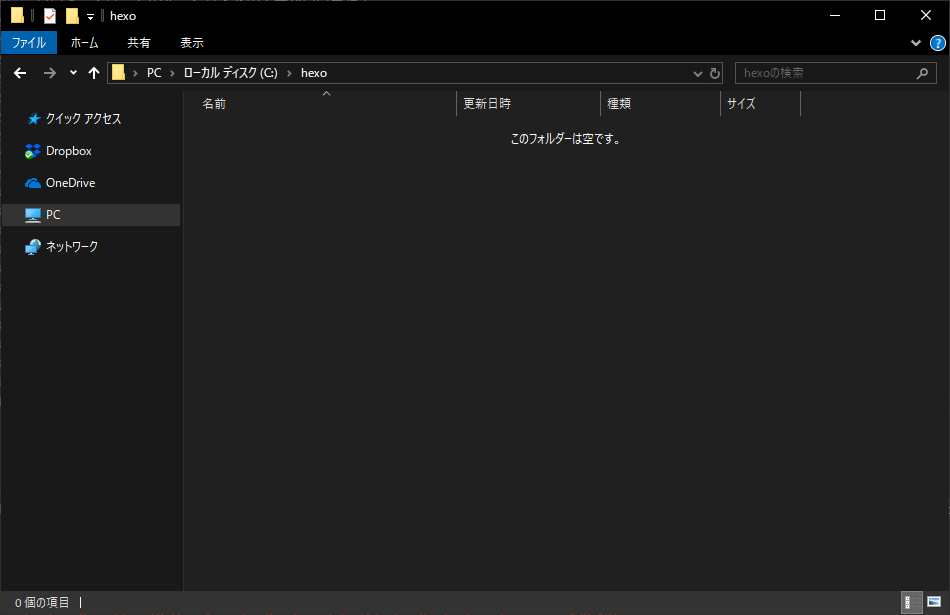 hexo
ファイル ホーム 共有 表示
PC ローカル ディスク (C:) hexo hexoの検索
名前 更新日時 種類 サイズ
このフォルダーは空です。
クイック アクセス
Dropbox
OneDrive
PC
ネットワーク
0 個の項目